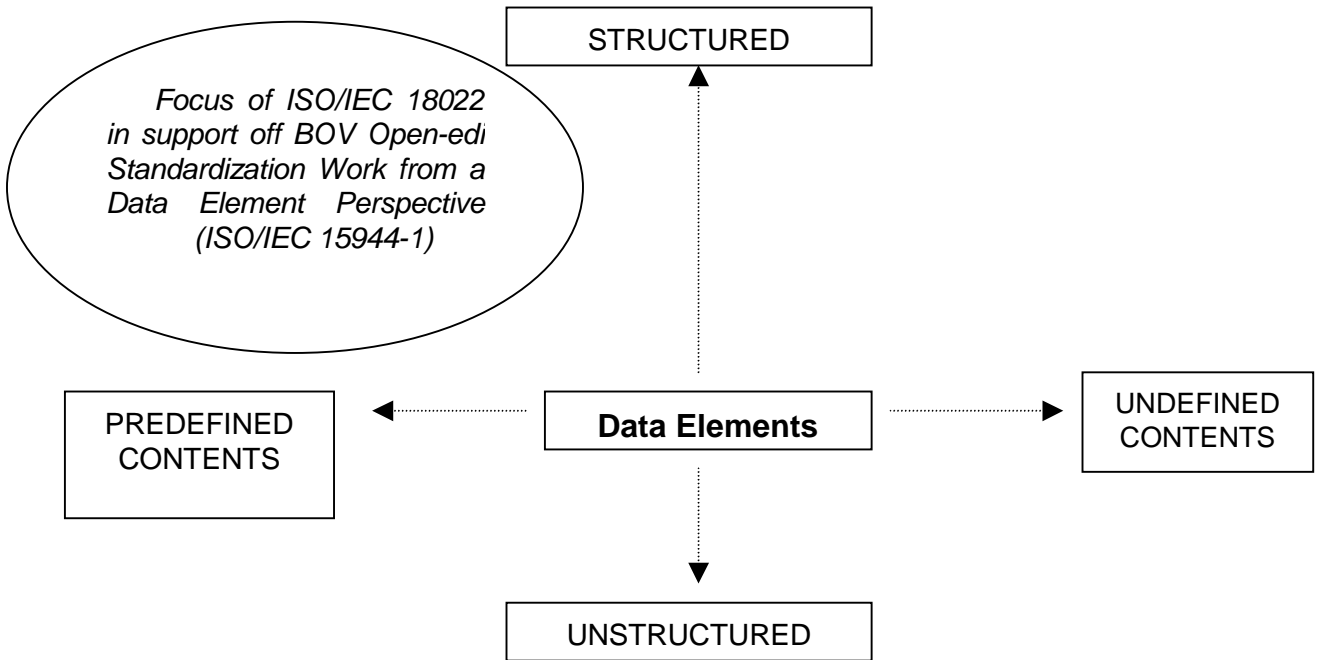 STRUCTURED
Focus of ISO/IEC 18022
in support off BOV Open-edi
Standardization Work from a
Data Element Perspective
(ISO/IEC 15944-1)
PREDEFINED
CONTENTS
Data Elements
UNDEFINED
CONTENTS
UNSTRUCTURED